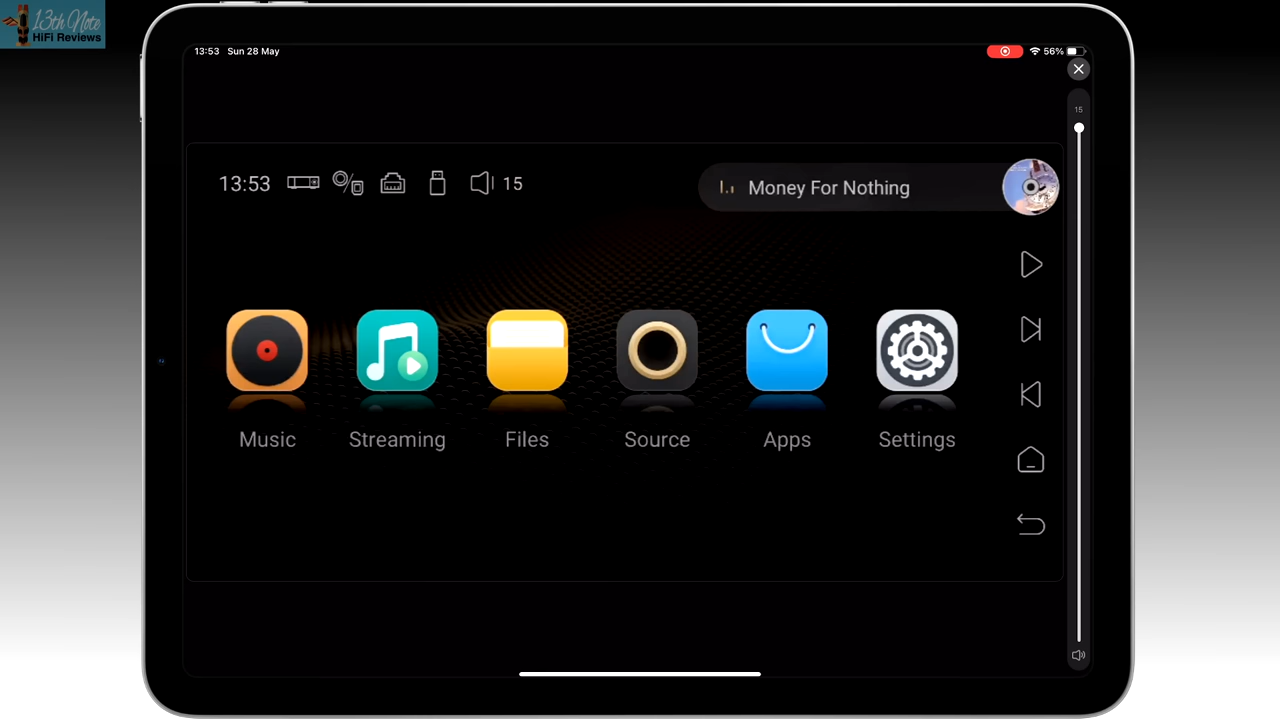 13th Note
HiFi Reviews
13:53 Sun 28 May
56%
15
13:53
15
Money For Nothing
Music
Streaming
Files
Source
Apps
Settings